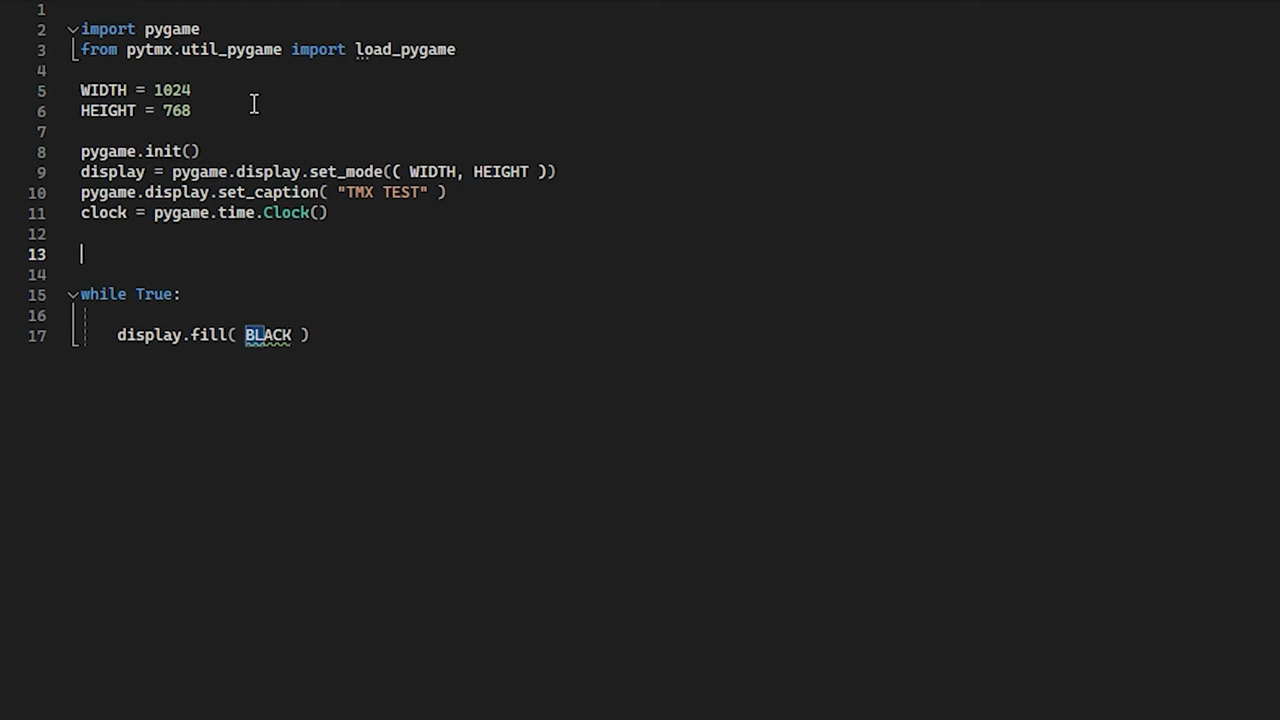 1
2 import pygame
3 from pytmx.util_pygame import load_pygame
4
5 WIDTH = 1024
6 HEIGHT = 768
7
8 pygame.init()
9 display = pygame.display.set_mode(( WIDTH, HEIGHT ))
10 pygame.display.set_caption( "TMX TEST" )
11 clock = pygame.time.Clock()
12
13
14
15 while True:
16
17     display.fill( BLACK )